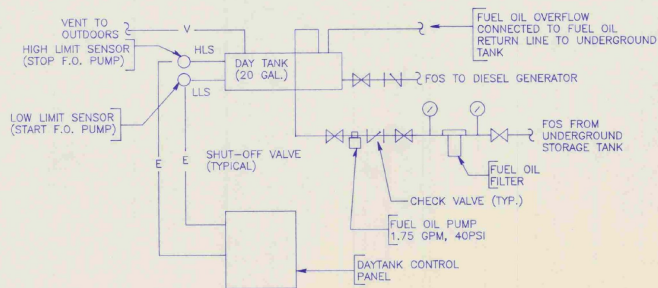 VENT TO
OUTDOORS
V
HIGH LIMIT SENSOR
(STOP F.O. PUMP)
HLS
DAY TANK
(20 GAL.)
FUEL OIL OVERFLOW
CONNECTED TO FUEL OIL
RETURN LINE TO UNDERGROUND
TANK
LLS
FOS TO DIESEL GENERATOR
LOW LIMIT SENSOR
(START F.O. PUMP)
E
E
SHUT-OFF VALVE
(TYPICAL)
FOS FROM
UNDERGROUND
STORAGE TANK
FUEL OIL
FILTER
CHECK VALVE (TYP.)
FUEL OIL PUMP
1.75 GPM, 40PSI
DAYTANK CONTROL
PANEL